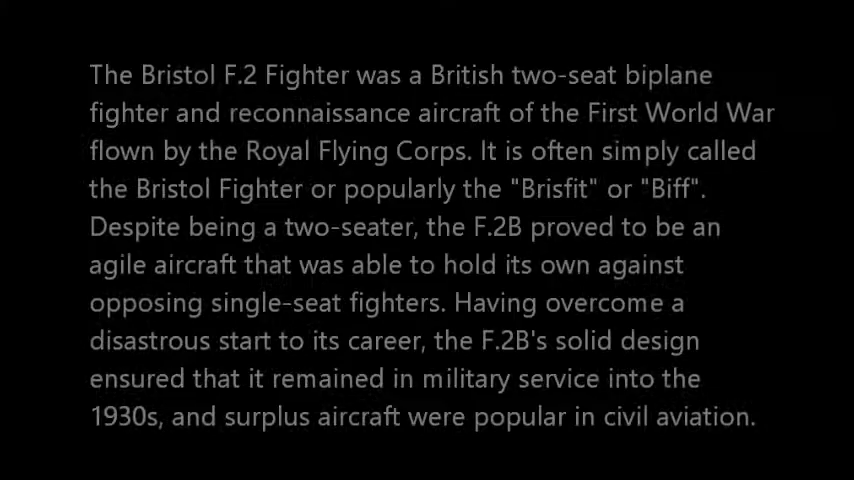 The Bristol F.2 Fighter was a British two-seat biplane
fighter and reconnaissance aircraft of the First World War
flown by the Royal Flying Corps. It is often simply called
the Bristol Fighter or popularly the "Brisfit" or "Biff".
Despite being a two-seater, the F.2B proved to be an
agile aircraft that was able to hold its own against
opposing single-seat fighters. Having overcome a
disastrous start to its career, the F.2B's solid design
ensured that it remained in military service into the
1930s, and surplus aircraft were popular in civil aviation.